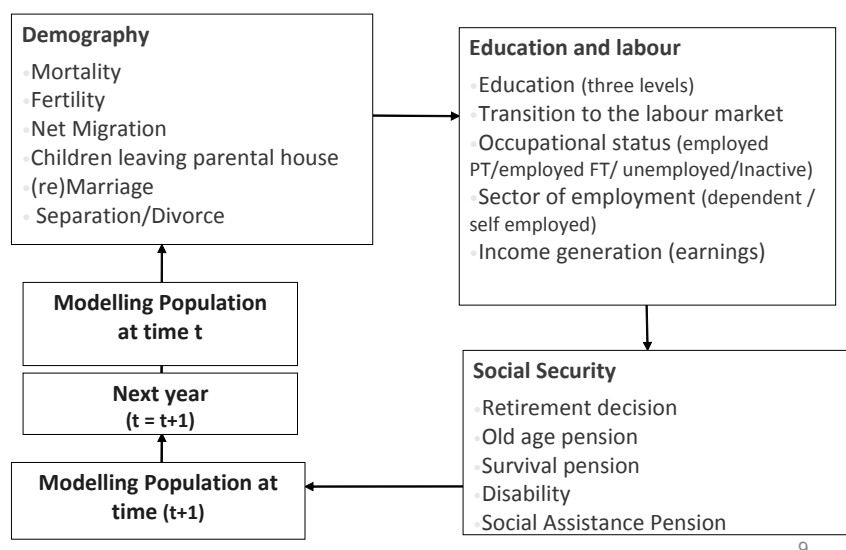 Demography
•Mortality
•Fertility
•Net Migration
•Children leaving parental house
•(re)Marriage
• Separation/Divorce
Education and labour
•Education (three levels)
•Transition to the labour market
•Occupational status (employed
PT/employed FT/ unemployed/Inactive)
•Sector of employment (dependent /
self employed)
•Income generation (earnings)
Modelling Population
at time t
Next year
(t = t+1)
Modelling Population at
time (t+1)
Social Security
•Retirement decision
•Old age pension
•Survival pension
•Disability
•Social Assistance Pension
9